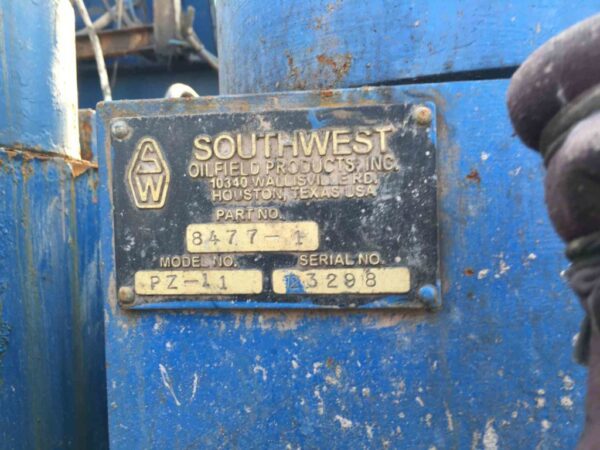 SW
SOUTHWEST
OILFIELD PRODUCTS, INC.
10340 WALLISVILLE RD.
HOUSTON, TEXAS USA
PART NO.
8477-1
MODEL NO. SERIAL NO.
PZ-11 23298